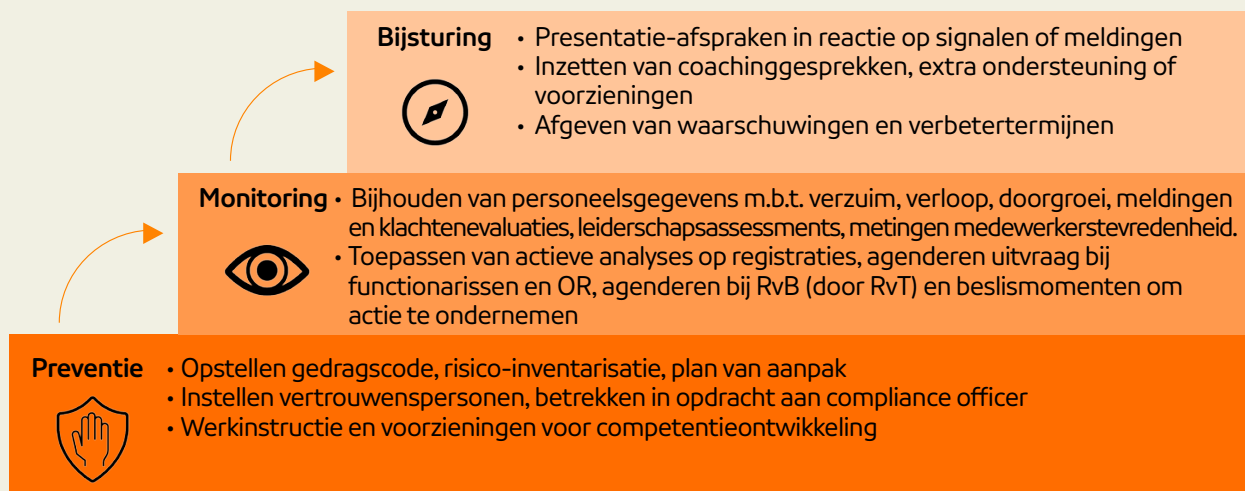 Bijsturing • Presentatie-afspraken in reactie op signalen of meldingen
• Inzetten van coachinggesprekken, extra ondersteuning of
voorzieningen
• Afgeven van waarschuwingen en verbetertermijnen
Monitoring • Bijhouden van personeelsgegevens m.b.t. verzuim, verloop, doorgroei, meldingen
en klachtenevaluaties, leiderschapsassessments, metingen medewerkerstevredenheid.
• Toepassen van actieve analyses op registraties, agenderen uitvraag bij
functionarissen en OR, agenderen bij RvB (door RvT) en beslismomenten om
actie te ondernemen
Preventie • Opstellen gedragscode, risico-inventarisatie, plan van aanpak
• Instellen vertrouwenspersonen, betrekken in opdracht aan compliance officer
• Werkinstructie en voorzieningen voor competentieontwikkeling